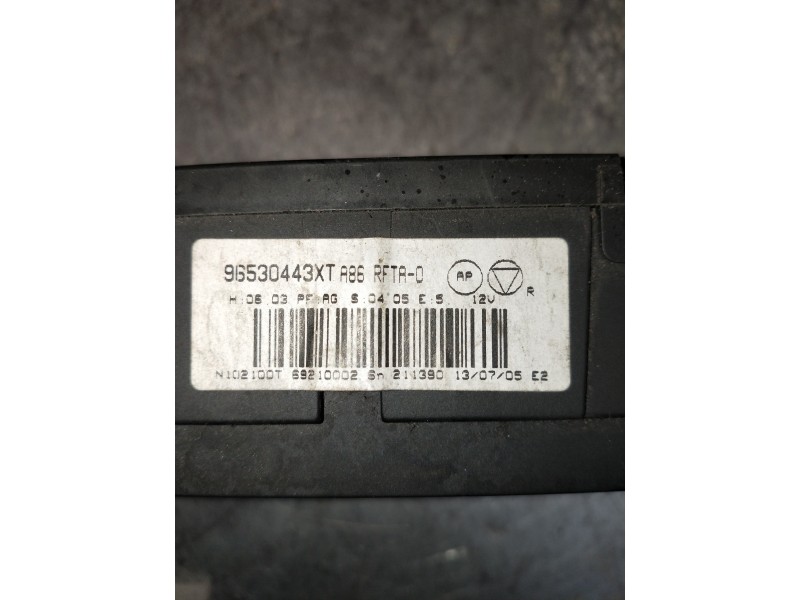 96530443XT A86 RFTA-0 AP R
H:06.03 PF:AG S:04.05 E:5. 12V
N10210DT 69210002 Sn 211390 13/07/05 E2